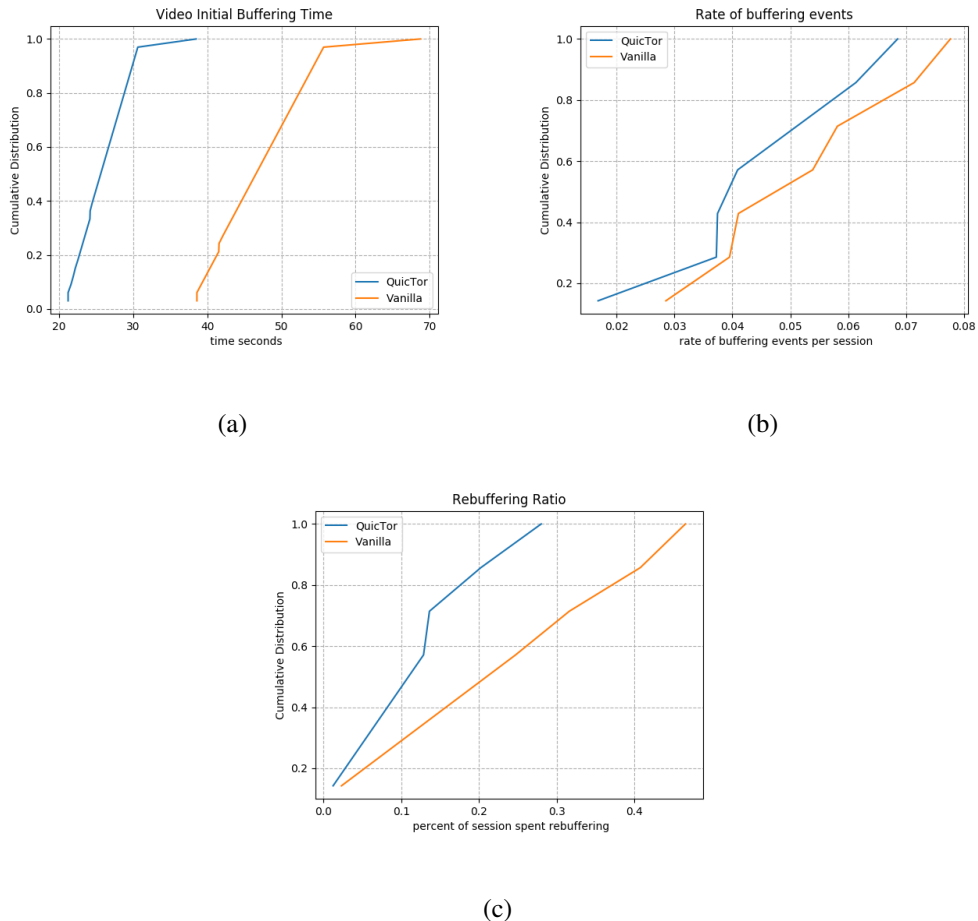 Video Initial Buffering Time
1.0
0.8
0.6
0.4
0.2
0.0
Cumulative Distribution
QuicTor
Vanilla
20 30 40 50 60 70
time seconds
(a)
Rate of buffering events
QuicTor
Vanilla
1.0
0.8
0.6
0.4
0.2
Cumulative Distribution
0.02 0.03 0.04 0.05 0.06 0.07 0.08
rate of buffering events per session
(b)
Rebuffering Ratio
QuicTor
Vanilla
1.0
0.8
0.6
0.4
0.2
Cumulative Distribution
0.0 0.1 0.2 0.3 0.4
percent of session spent rebuffering
(c)